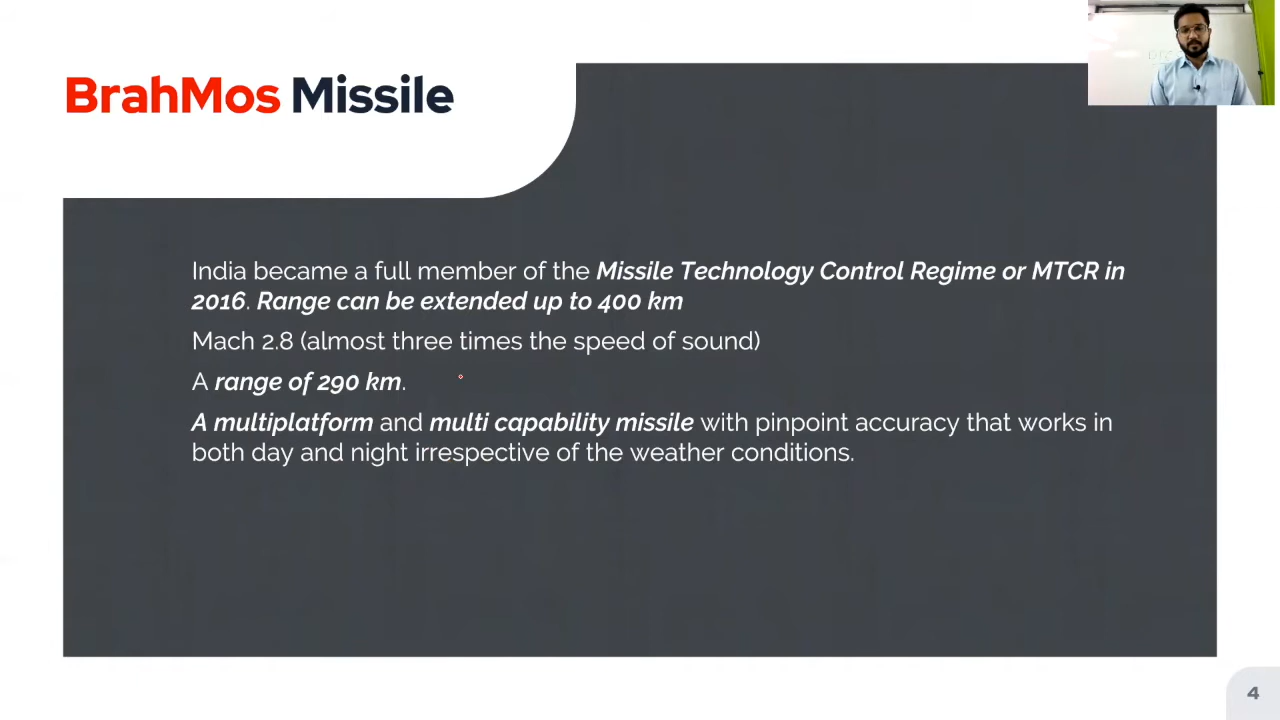 BrahMos Missile
India became a full member of the Missile Technology Control Regime or MTCR in
2016. Range can be extended up to 400 km
Mach 2.8 (almost three times the speed of sound)
A range of 290 km.
A multiplatform and multi capability missile with pinpoint accuracy that works in
both day and night irrespective of the weather conditions.
4